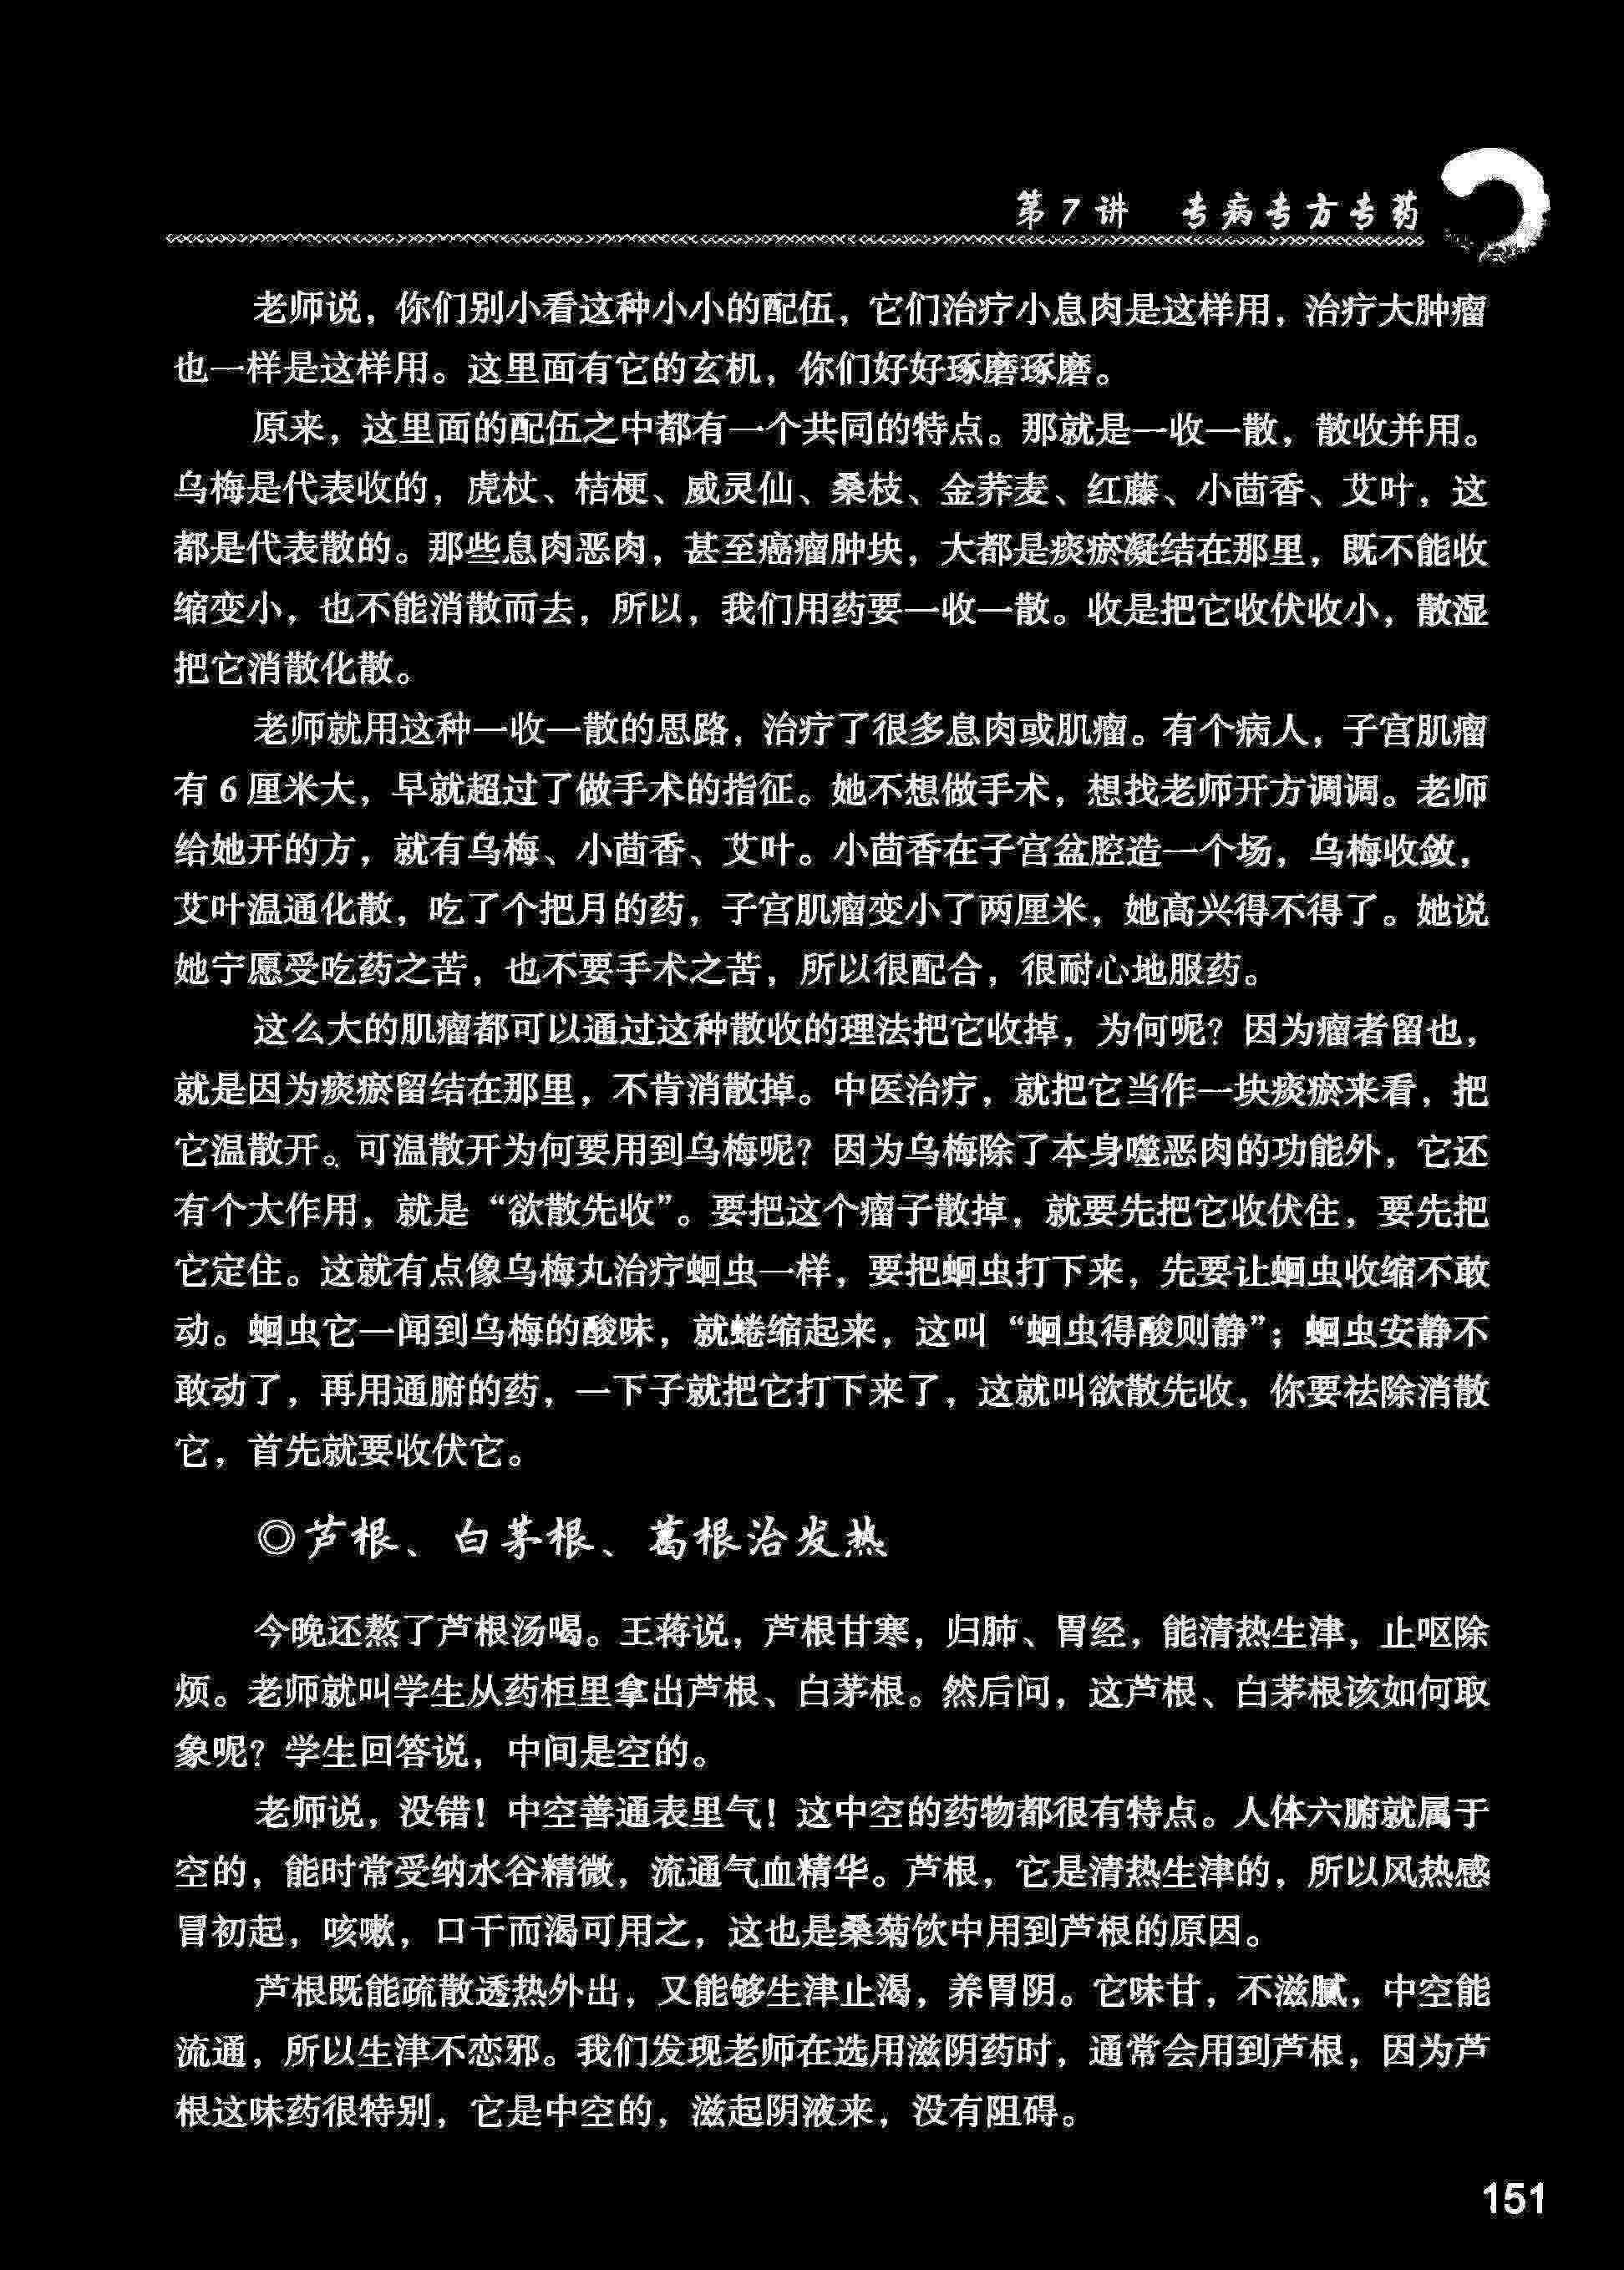 第7讲 专病专方专药
老师说，你们别小看这种小小的配伍，它们治疗小息肉是这样用，治疗大肿瘤
也一样是这样用。这里面有它的玄机，你们好好琢磨琢磨。
原来，这里面的配伍之中都有一个共同的特点。那就是一收一散，散收并用。
乌梅是代表收的，虎杖、桔梗、威灵仙、桑枝、金荞麦、红藤、小茴香、艾叶，这
都是代表散的。那些息肉恶肉，甚至癌瘤肿块，大都是痰瘀凝结在那里，既不能收
缩变小，也不能消散而去，所以，我们用药要一收一散。收是把它收伏收小，散湿
把它消散化散。
老师就用这种一收一散的思路，治疗了很多息肉或肌瘤。有个病人，子宫肌瘤
有6厘米大，早就超过了做手术的指征。她不想做手术，想找老师开方调调。老师
给她开的方，就有乌梅、小茴香、艾叶。小茴香在子宫盆腔造一个场，乌梅收敛，
艾叶温通化散，吃了个把月的药，子宫肌瘤变小了两厘米，她高兴得不得了。她说
她宁愿受吃药之苦，也不要手术之苦，所以很配合，很耐心地服药。
这么大的肌瘤都可以通过这种散收的理法把它收掉，为何呢？因为瘤者留也，
就是因为痰瘀留结在那里，不肯消散掉。中医治疗，就把它当作一块痰瘀来看，把
它温散开。可温散开为何要用到乌梅呢？因为乌梅除了本身噬恶肉的功能外，它还
有个大作用，就是“欲散先收”。要把这个瘤子散掉，就要先把它收伏住，要先把
它定住。这就有点像乌梅丸治疗蛔虫一样，要把蛔虫打下来，先要让蛔虫收缩不敢
动。蛔虫它一闻到乌梅的酸味，就蜷缩起来，这叫“蛔虫得酸则静”；蛔虫安静不
敢动了，再用通腑的药，一下子就把它打下来了，这就叫欲散先收，你要祛除消散
它，首先就要收伏它。
◎芦根、白茅根、葛根治发热
今晚还熬了芦根汤喝。王蒋说，芦根甘寒，归肺、胃经，能清热生津，止呕除
烦。老师就叫学生从药柜里拿出芦根、白茅根。然后问，这芦根、白茅根该如何取
象呢？学生回答说，中间是空的。
老师说，没错！中空善通表里气！这中空的药物都很有特点。人体六腑就属于
空的，能时常受纳水谷精微，流通气血精华。芦根，它是清热生津的，所以风热感
冒初起，咳嗽，口干而渴可用之，这也是桑菊饮中用到芦根的原因。
芦根既能疏散透热外出，又能够生津止渴，养胃阴。它味甘，不滋腻，中空能
流通，所以生津不恋邪。我们发现老师在选用滋阴药时，通常会用到芦根，因为芦
根这味药很特别，它是中空的，滋起阴液来，没有阻碍。
151